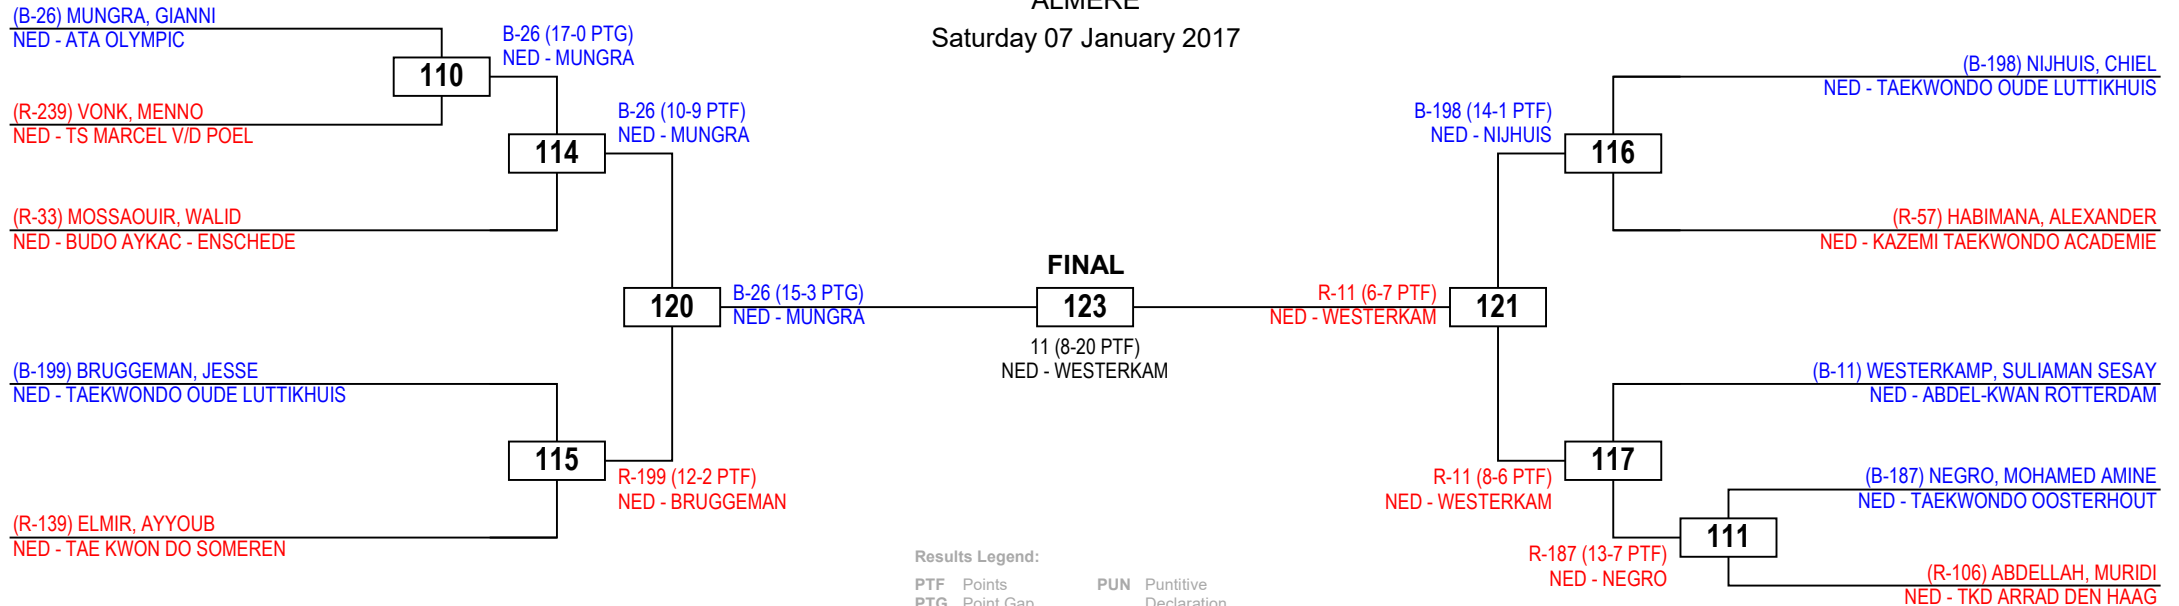 ALMERE
Saturday 07 January 2017
(B-26) MUNGRA, GIANNI
NED - ATA OLYMPIC
B-26 (17-0 PTG)
NED - MUNGRA
110
(R-239) VONK, MENNO
NED - TS MARCEL V/D POEL
B-26 (10-9 PTF)
NED - MUNGRA
114
(R-33) MOSSAOUIR, WALID
NED - BUDO AYKAC - ENSCHEDE
120
B-26 (15-3 PTG)
NED - MUNGRA
(B-199) BRUGGEMAN, JESSE
NED - TAEKWONDO OUDE LUTTIKHUIS
115
R-199 (12-2 PTF)
NED - BRUGGEMAN
(R-139) ELMIR, AYYOUB
NED - TAE KWON DO SOMEREN
FINAL
123
11 (8-20 PTF)
NED - WESTERKAM
(B-198) NIJHUIS, CHIEL
NED - TAEKWONDO OUDE LUTTIKHUIS
B-198 (14-1 PTF)
NED - NIJHUIS
116
(R-57) HABIMANA, ALEXANDER
NED - KAZEMI TAEKWONDO ACADEMIE
R-11 (6-7 PTF)
NED - WESTERKAM
121
(B-11) WESTERKAMP, SULIAMAN SESAY
NED - ABDEL-KWAN ROTTERDAM
117
R-11 (8-6 PTF)
NED - WESTERKAM
(B-187) NEGRO, MOHAMED AMINE
NED - TAEKWONDO OOSTERHOUT
111
R-187 (13-7 PTF)
NED - NEGRO
(R-106) ABDELLAH, MURIDI
NED - TKD ARRAD DEN HAAG
Results Legend:
PTF Points PUN Puntitive
PTG Point Gap Declaration